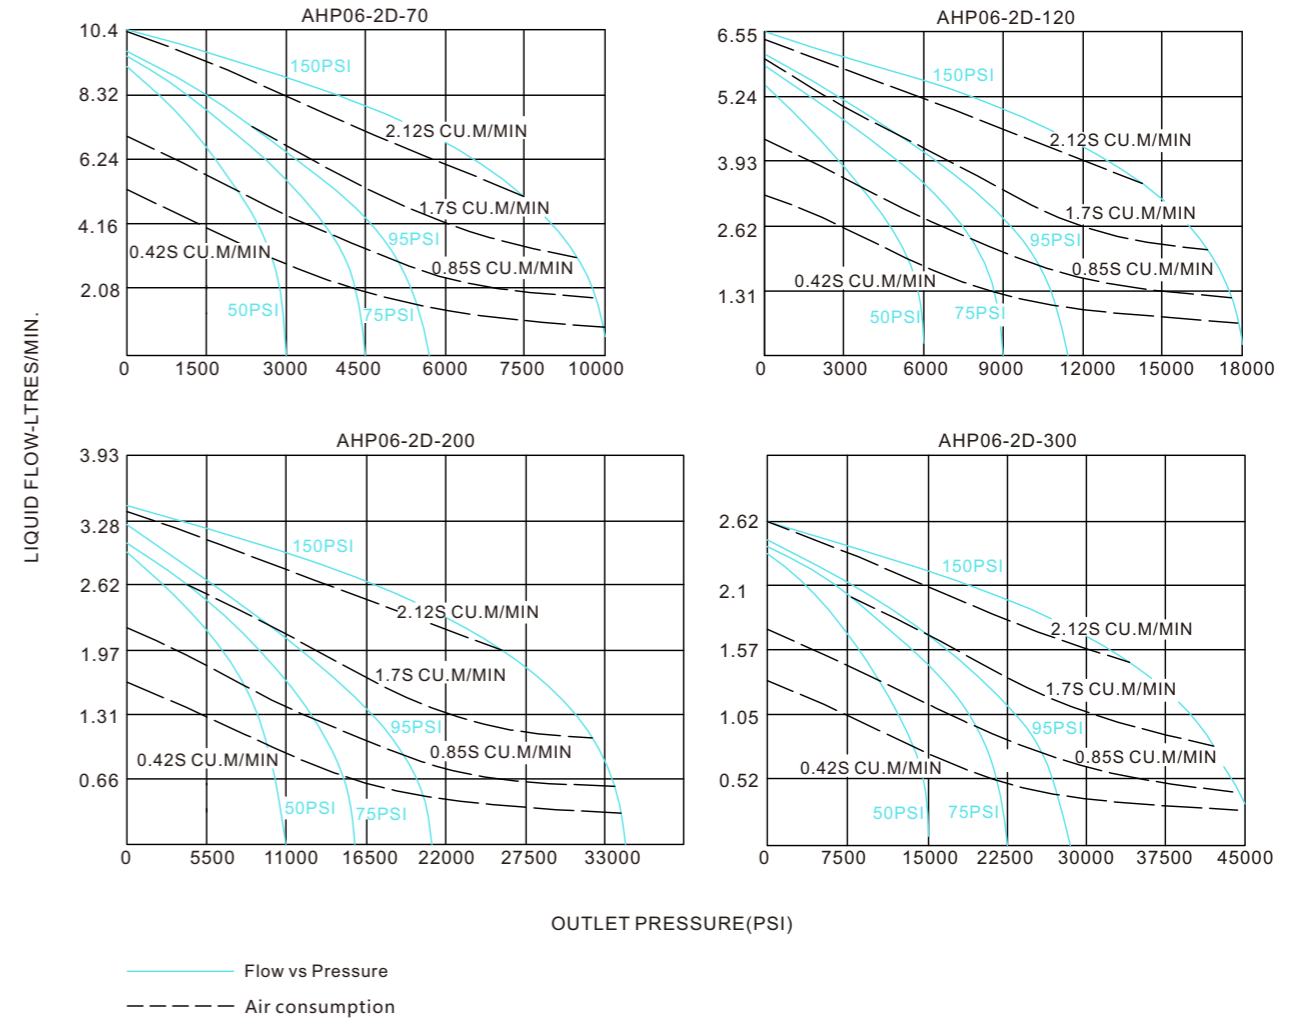 AHP06-2D-70
10.4
8.32
6.24
4.16
2.08
150PSI
2.12S CU.M/MIN
1.7S CU.M/MIN
95PSI
0.42S CU.M/MIN
0.85S CU.M/MIN
50PSI
75PSI
0 1500 3000 4500 6000 7500 10000
AHP06-2D-120
6.55
5.24
3.93
2.62
1.31
150PSI
2.12S CU.M/MIN
1.7S CU.M/MIN
95PSI
0.85S CU.M/MIN
0.42S CU.M/MIN
50PSI
75PSI
0 3000 6000 9000 12000 15000 18000
LIQUID FLOW-LTRES/MIN.
AHP06-2D-200
3.93
3.28
2.62
1.97
1.31
0.66
150PSI
2.12S CU.M/MIN
1.7S CU.M/MIN
95PSI
0.85S CU.M/MIN
0.42S CU.M/MIN
50PSI
75PSI
0 5500 11000 16500 22000 27500 33000
AHP06-2D-300
2.62
2.1
1.57
1.05
0.52
150PSI
2.12S CU.M/MIN
1.7S CU.M/MIN
95PSI
0.85S CU.M/MIN
0.42S CU.M/MIN
50PSI
75PSI
0 7500 15000 22500 30000 37500 45000
OUTLET PRESSURE(PSI)
Flow vs Pressure
Air consumption